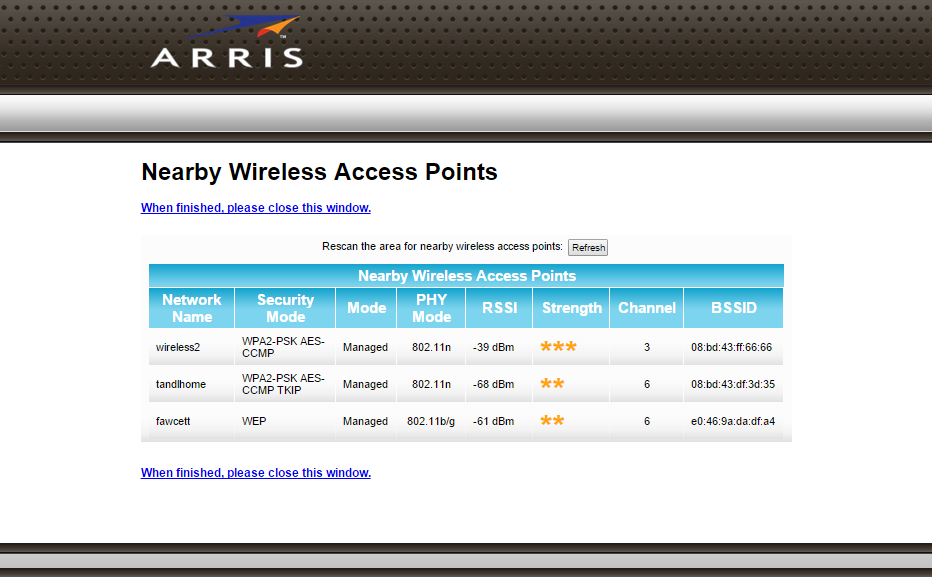 ARRIS™
Nearby Wireless Access Points
When finished, please close this window.
Rescan the area for nearby wireless access points: Refresh
Nearby Wireless Access Points
Network Name Security Mode Mode PHY Mode RSSI Strength Channel BSSID
wireless2 WPA2-PSK AES-CCMP Managed 802.11n -39 dBm *** 3 08:bd:43:ff:66:66
tandlhome WPA2-PSK AES-CCMP TKIP Managed 802.11n -68 dBm ** 6 08:bd:43:df:3d:35
fawcett WEP Managed 802.11b/g -61 dBm ** 6 e0:46:9a:da:df:a4
When finished, please close this window.